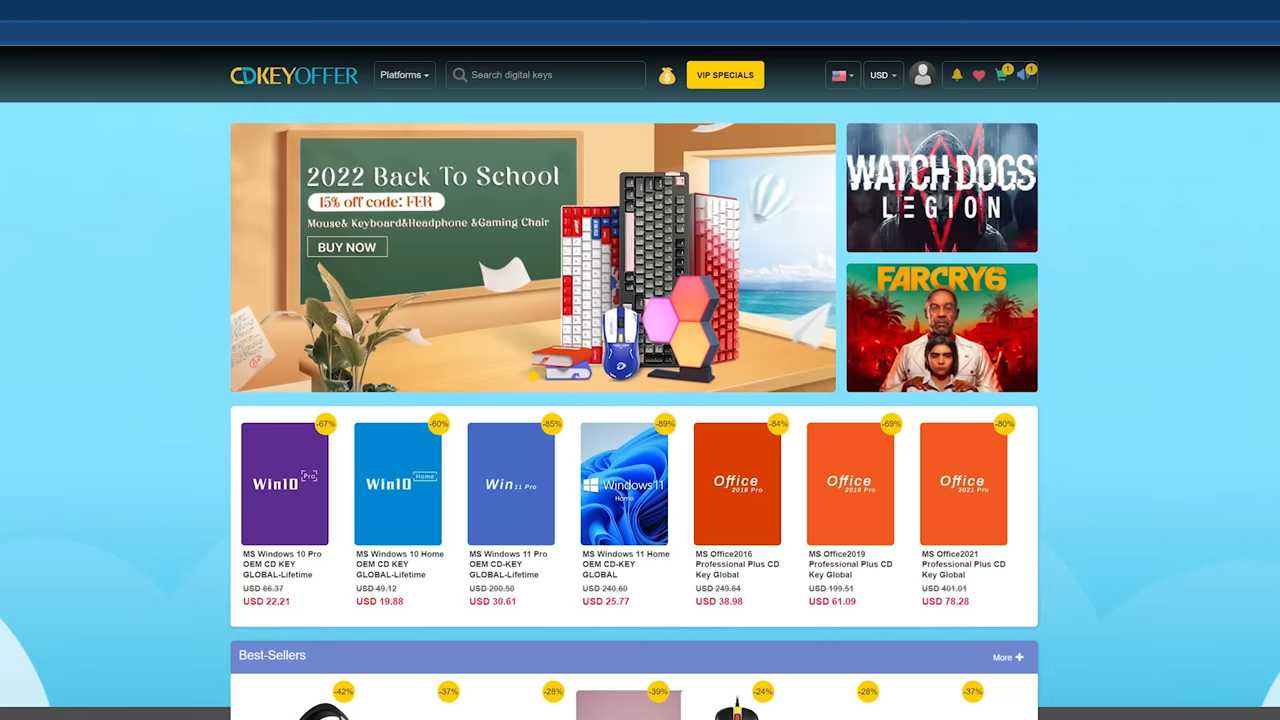 CDKEYOFFER
Platforms
Search digital keys
VIP SPECIALS
USD
1
1
2022 Back To School
15% off code: FER
Mouse& Keyboard&Headphone &Gaming Chair
BUY NOW
WATCH DOGS
LEGION
FARCRY6
-67%
-60%
-85%
-89%
-84%
-69%
-80%
Win10 Pro
Win10 Home
Win 11 Pro
Windows 11
Home
Office
2016 Pro
Office
2019 Pro
Office
2021 Pro
MS Windows 10 Pro
OEM CD KEY
GLOBAL-Lifetime
USD 66.37
USD 22.21
MS Windows 10 Home
OEM CD KEY
GLOBAL-Lifetime
USD 49.12
USD 19.88
MS Windows 11 Pro
OEM CD-KEY
GLOBAL-Lifetime
USD 200.50
USD 30.61
MS Windows 11 Home
OEM CD-KEY
GLOBAL
USD 240.60
USD 25.77
MS Office2016
Professional Plus CD
Key Global
USD 249.64
USD 38.98
MS Office2019
Professional Plus CD
Key Global
USD 199.51
USD 61.09
MS Office2021
Professional Plus CD
Key Global
USD 401.01
USD 78.28
Best-Sellers
More
-42%
-37%
-28%
-39%
-24%
-28%
-37%